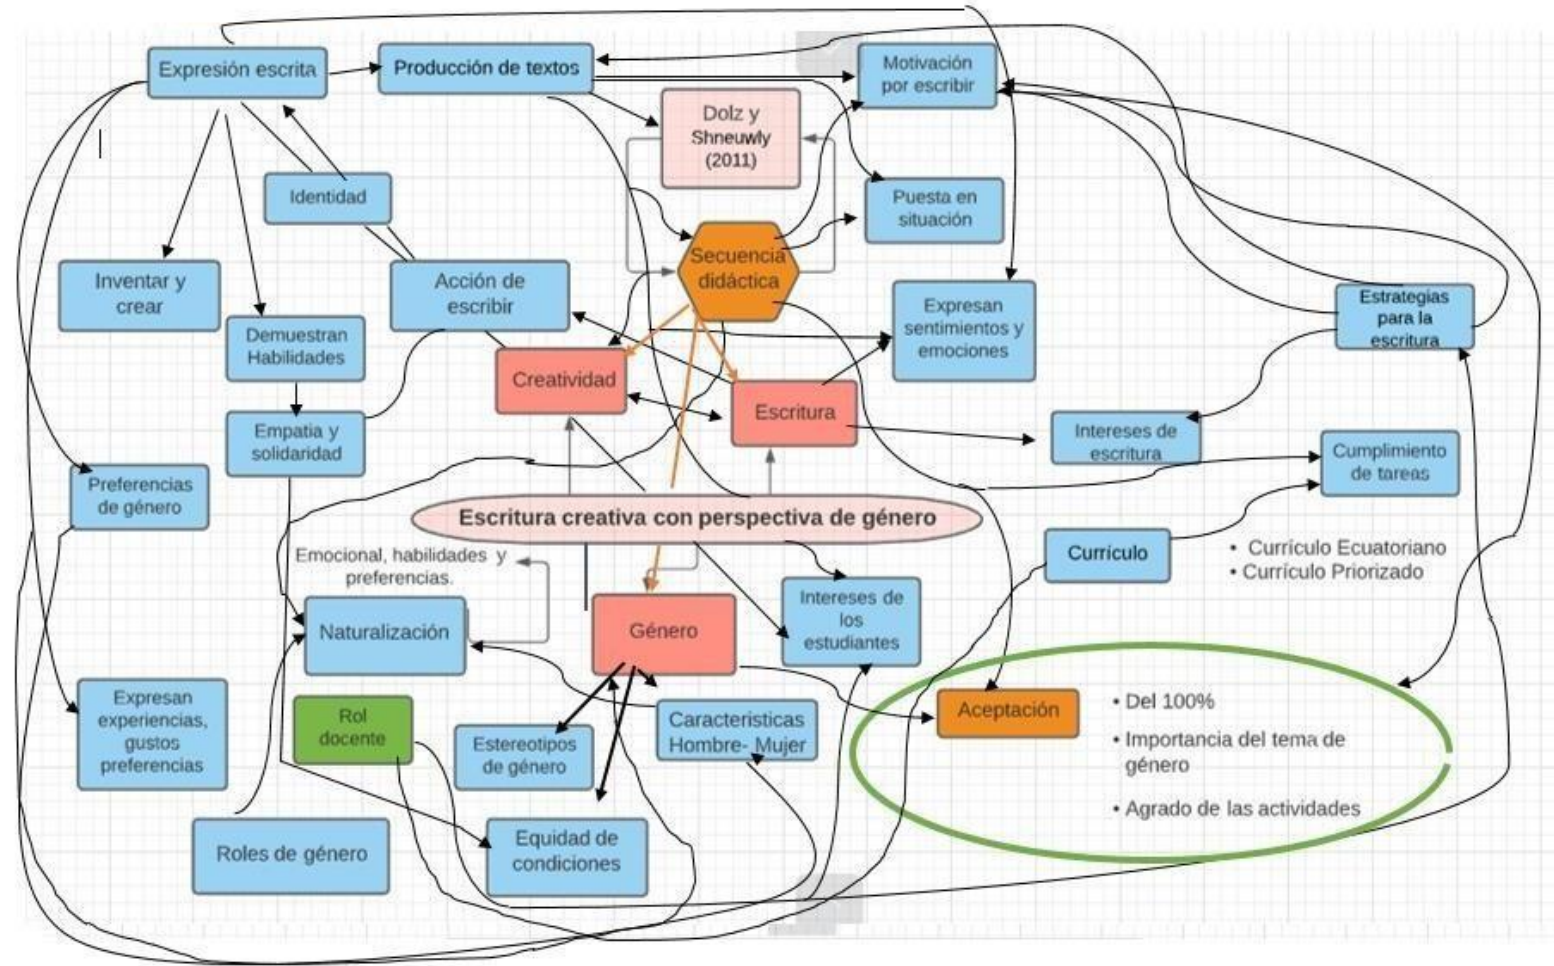 Expresión escrita
Producción de textos
Motivación
por escribir
Dolz y
Shneuwly
(2011)
Identidad
Puesta en
situación
Secuencia
didáctica
Inventar y
crear
Acción de
escribir
Demuestran
Habilidades
Expresan
sentimientos y
emociones
Estrategias
para la
escritura
Creatividad
Escritura
Empatia y
solidaridad
Intereses de
escritura
Cumplimiento
de tareas
Preferencias
de género
Escritura creativa con perspectiva de género
Currículo
• Currículo Ecuatoriano
• Currículo Priorizado
Emocional, habilidades y
preferencias.
Naturalización
Género
Intereses de
los
estudiantes
Expresan
experiencias,
gustos
preferencias
Rol
docente
Estereotipos
de género
Caracteristicas
Hombre- Mujer
Aceptación
• Del 100%
• Importancia del tema de
género
• Agrado de las actividades
Roles de género
Equidad de
condiciones